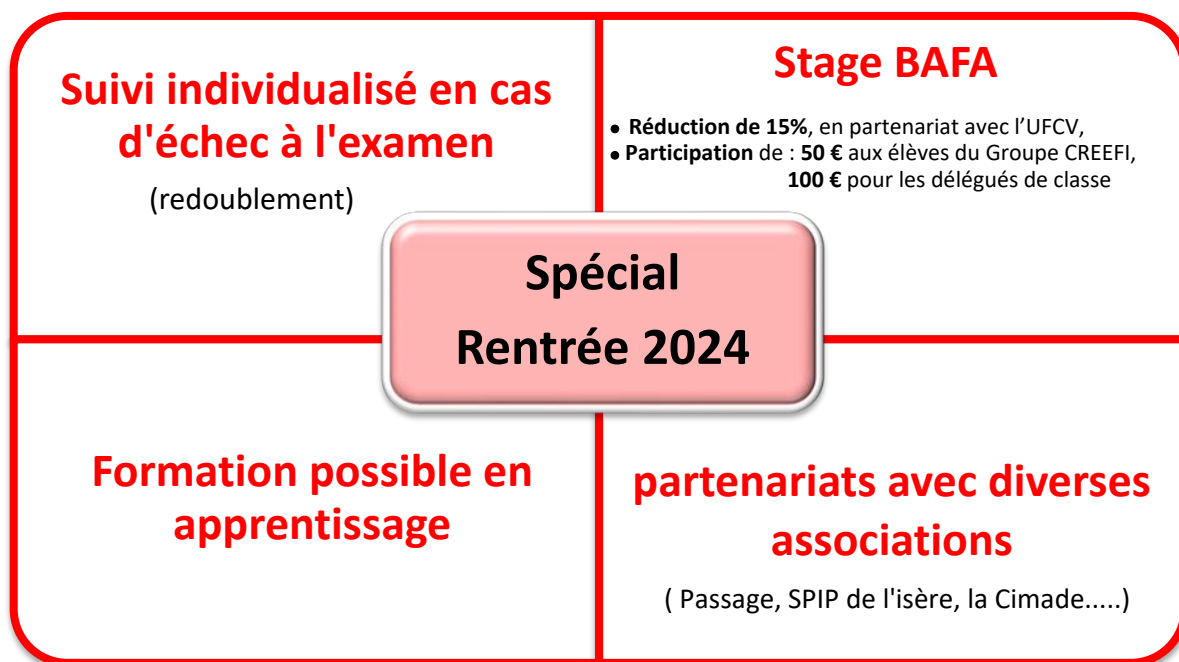 Suivi individualisé en cas
d'échec à l'examen
(redoublement)
Stage BAFA
• Réduction de 15%, en partenariat avec l’UFCV,
• Participation de : 50 € aux élèves du Groupe CREEFI,
100 € pour les délégués de classe
Spécial
Rentrée 2024
Formation possible en
apprentissage
partenariats avec diverses
associations
( Passage, SPIP de l'isère, la Cimade.....)